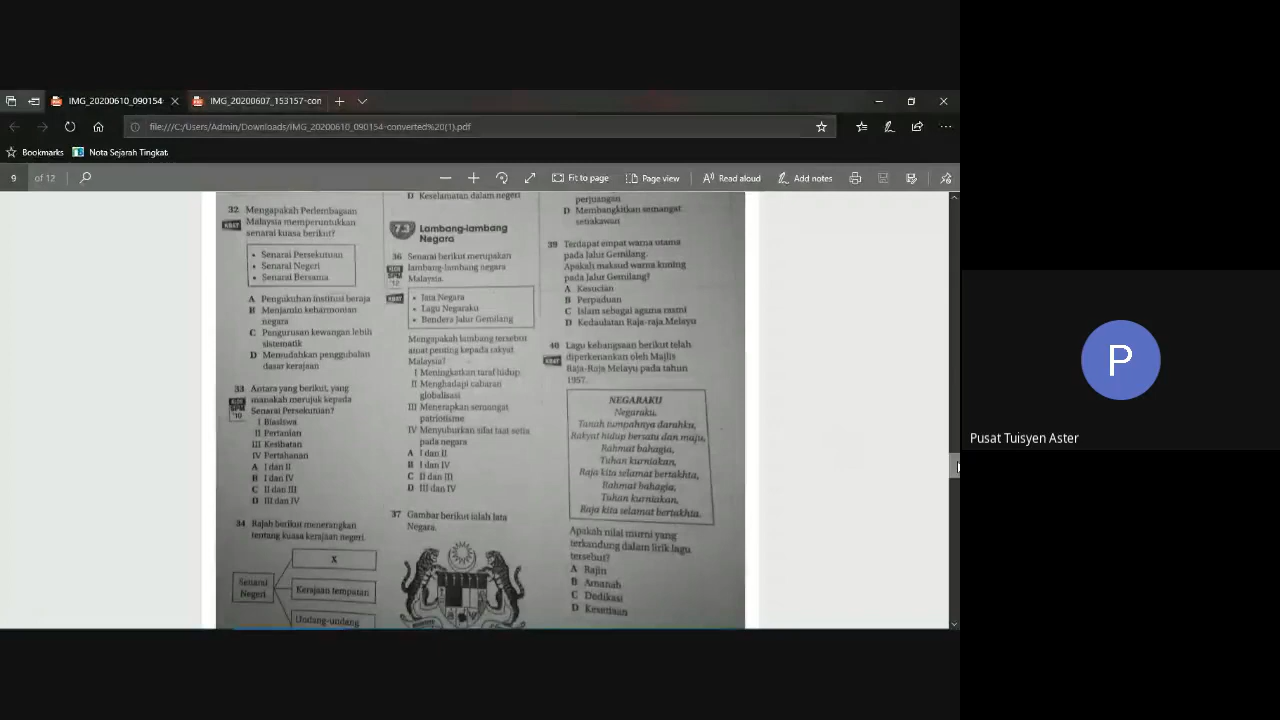 IMG_20200610_090154
IMG_20200607_153157-con
file:///C:/Users/Admin/Downloads/IMG_20200610_090154-converted%20(1).pdf
Bookmarks
Nota Sejarah Tingkat
9 of 12
Fit to page
Page view
Read aloud
Add notes
32 Mengapakah Perlembagaan
KBAT Malaysia memperuntukkan
senarai kuasa berikut?
• Senarai Persekutuan
• Senarai Negeri
• Senarai Bersama
A Pengukuhan institusi beraja
B Menjamin keharmonian
negara
C Pengurusan kewangan lebih
sistematik
D Memudahkan penggubalan
dasar kerajaan
33 Antara yang berikut, yang
manakah merujuk kepada
Senarai Persekutuan?
KLON
SPM
'10
I Biasiswa
II Pertanian
III Kesihatan
IV Pertahanan
A I dan II
B I dan IV
C II dan III
D III dan IV
34 Rajah berikut menerangkan
tentang kuasa kerajaan negeri.
Senarai
Negeri
X
Kerajaan tempatan
Undang-undang
D Keselamatan dalam negeri
7.3 Lambang-lambang
Negara
36 Senarai berikut merupakan
lambang-lambang negara
Malaysia.
KLON
SPM
'12
KBAT
• Jata Negara
• Lagu Negaraku
• Bendera Jalur Gemilang
Mengapakah lambang tersebut
amat penting kepada rakyat
Malaysia?
I Meningkatkan taraf hidup
II Menghadapi cabaran
globalisasi
III Menerapkan semangat
patriotisme
IV Menyuburkan sifat taat setia
pada negara
A I dan II
B I dan IV
C II dan III
D III dan IV
37 Gambar berikut ialah Jata
Negara.
perjuangan
D Membangkitkan semangat
setiakawan
39 Terdapat empat warna utama
pada Jalur Gemilang.
Apakah maksud warna kuning
pada Jalur Gemilang?
A Kesucian
B Perpaduan
C Islam sebagai agama rasmi
D Kedaulatan Raja-raja Melayu
40 Lagu kebangsaan berikut telah
KBAT diperkenankan oleh Majlis
Raja-Raja Melayu pada tahun
1957.
NEGARAKU
Negaraku,
Tanah tumpahnya darahku,
Rakyat hidup bersatu dan maju,
Rahmat bahagia,
Tuhan kurniakan,
Raja kita selamat bertakhta,
Rahmat bahagia,
Tuhan kurniakan,
Raja kita selamat bertakhta.
Apakah nilai murni yang
terkandung dalam lirik lagu
tersebut?
A Rajin
B Amanah
C Dedikasi
D Kesetiaan
P
Pusat Tuisyen Aster